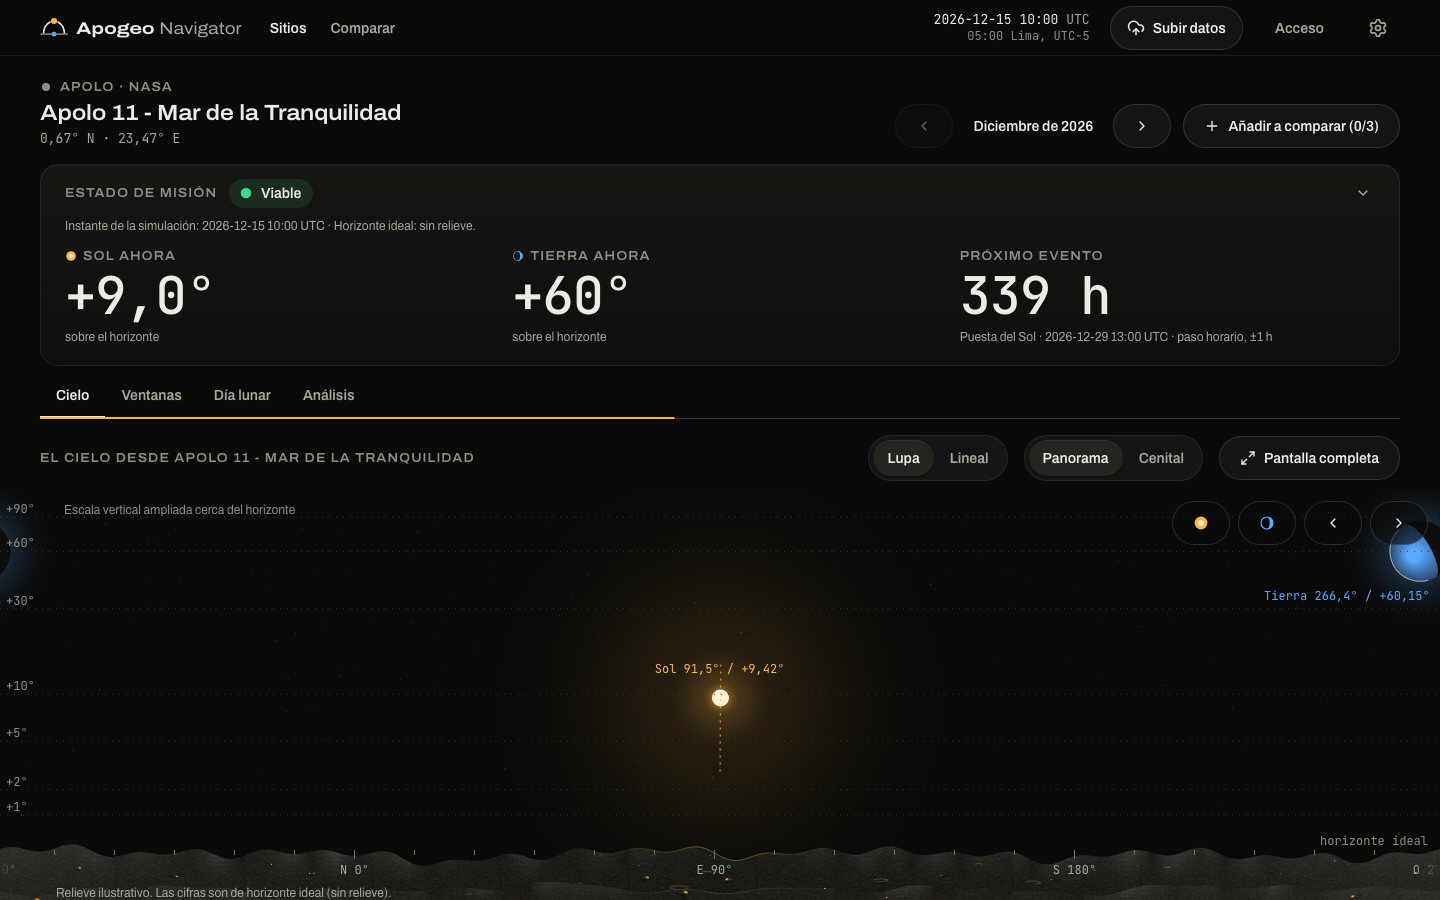 Apogeo Navigator
Sitios
Comparar
2026-12-15 10:00 UTC
05:00 Lima, UTC-5
Subir datos
Acceso
APOLO · NASA
Apolo 11 - Mar de la Tranquilidad
0,67° N · 23,47° E
Diciembre de 2026
Añadir a comparar (0/3)
ESTADO DE MISIÓN
Viable
Instante de la simulación: 2026-12-15 10:00 UTC · Horizonte ideal: sin relieve.
SOL AHORA
+9,0°
sobre el horizonte
TIERRA AHORA
+60°
sobre el horizonte
PRÓXIMO EVENTO
339 h
Puesta del Sol · 2026-12-29 13:00 UTC · paso horario, ±1 h
Cielo
Ventanas
Día lunar
Análisis
EL CIELO DESDE APOLO 11 - MAR DE LA TRANQUILIDAD
Lupa
Lineal
Panorama
Cenital
Pantalla completa
+90°
Escala vertical ampliada cerca del horizonte
+60°
+30°
Tierra 266,4° / +60,15°
Sol 91,5° / +9,42°
+10°
+5°
+2°
+1°
horizonte ideal
N 0°
E 90°
S 180°
Relieve ilustrativo. Las cifras son de horizonte ideal (sin relieve).